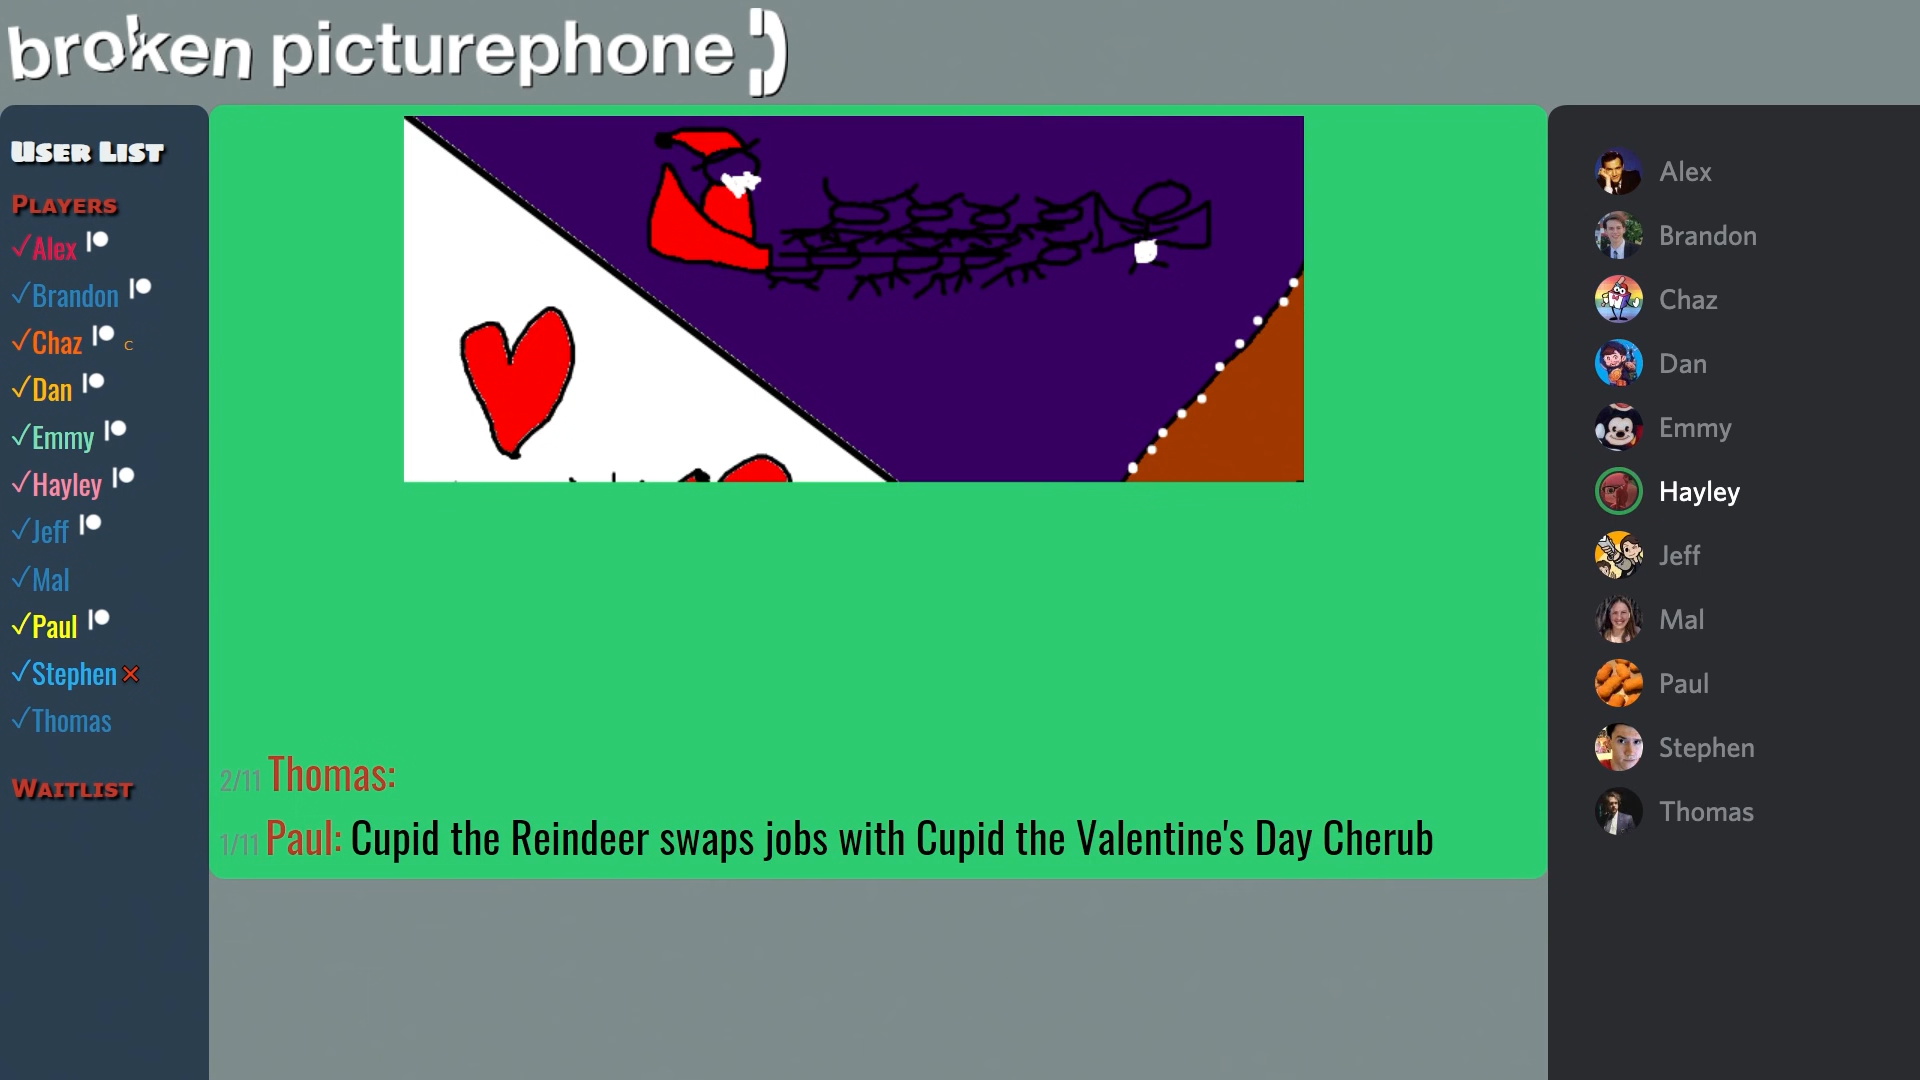 broken picturephone
User List
Players
✓Alex
✓Brandon
✓Chaz C
✓Dan
✓Emmy
✓Hayley
✓Jeff
✓Mal
✓Paul
✓Stephen ✕
✓Thomas
Waitlist
2/11 Thomas:
1/11 Paul: Cupid the Reindeer swaps jobs with Cupid the Valentine's Day Cherub
Alex
Brandon
Chaz
Dan
Emmy
Hayley
Jeff
Mal
Paul
Stephen
Thomas